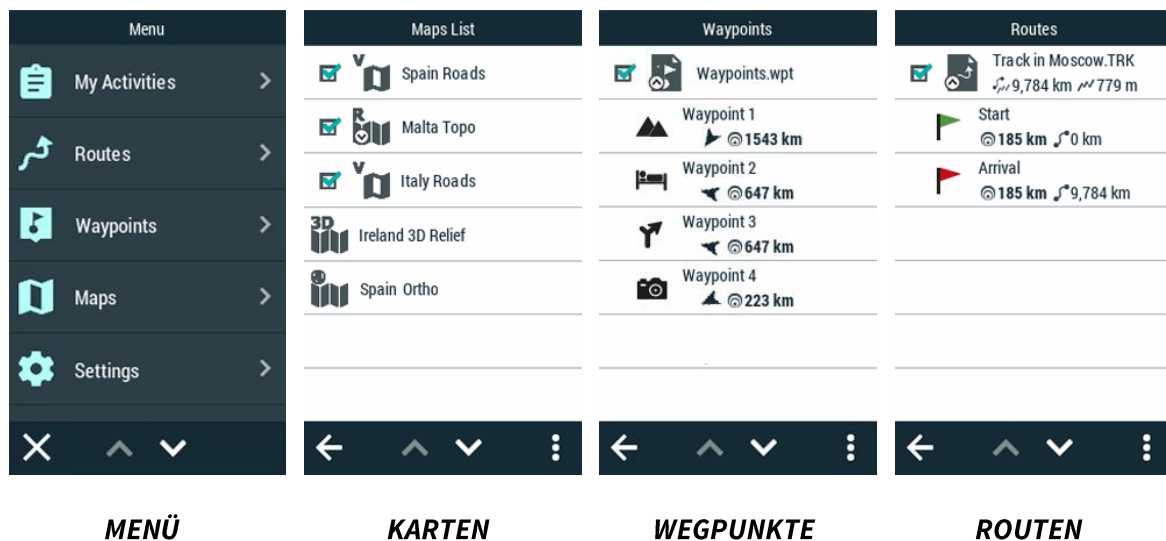 Menu
My Activities
Routes
Waypoints
Maps
Settings
Maps List
V
Spain Roads
R
Malta Topo
V
Italy Roads
3D
Ireland 3D Relief
Spain Ortho
Waypoints
Waypoints.wpt
Waypoint 1
1543 km
Waypoint 2
647 km
Waypoint 3
647 km
Waypoint 4
223 km
Routes
Track in Moscow.TRK
9,784 km 779 m
Start
185 km 0 km
Arrival
185 km 9,784 km
MENÜ
KARTEN
WEGPUNKTE
ROUTEN